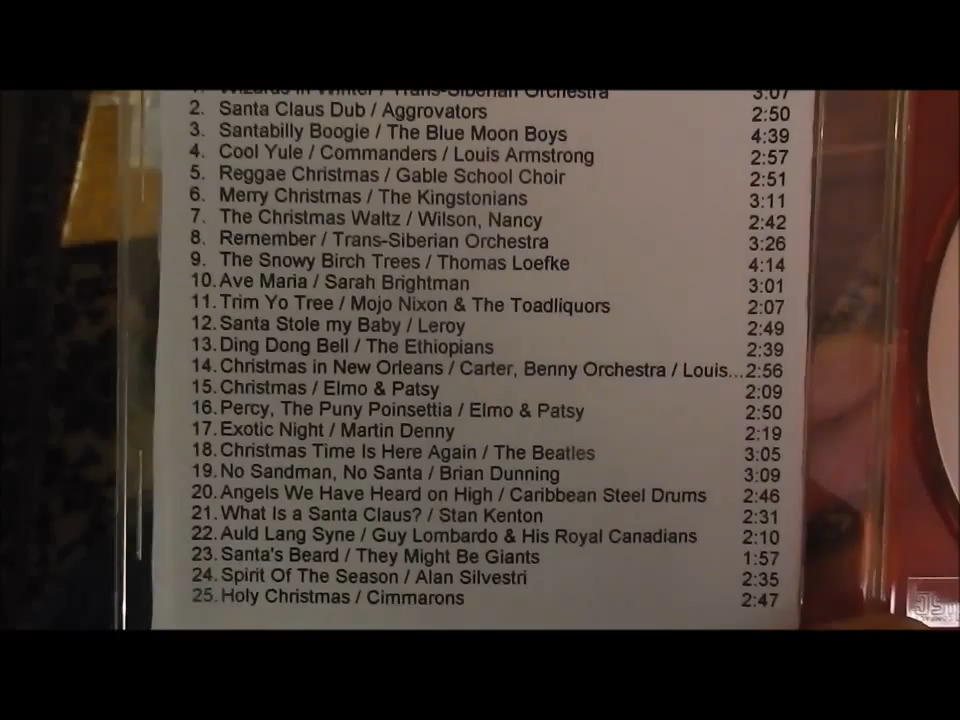 1. Wizards in Winter / Trans-Siberian Orchestra 3:07
2. Santa Claus Dub / Aggrovators 2:50
3. Santabilly Boogie / The Blue Moon Boys 4:39
4. Cool Yule / Commanders / Louis Armstrong 2:57
5. Reggae Christmas / Gable School Choir 2:51
6. Merry Christmas / The Kingstonians 3:11
7. The Christmas Waltz / Wilson, Nancy 2:42
8. Remember / Trans-Siberian Orchestra 3:26
9. The Snowy Birch Trees / Thomas Loefke 4:14
10. Ave Maria / Sarah Brightman 3:01
11. Trim Yo Tree / Mojo Nixon & The Toadliquors 2:07
12. Santa Stole my Baby / Leroy 2:49
13. Ding Dong Bell / The Ethiopians 2:39
14. Christmas in New Orleans / Carter, Benny Orchestra / Louis... 2:56
15. Christmas / Elmo & Patsy 2:09
16. Percy, The Puny Poinsettia / Elmo & Patsy 2:50
17. Exotic Night / Martin Denny 2:19
18. Christmas Time Is Here Again / The Beatles 3:05
19. No Sandman, No Santa / Brian Dunning 3:09
20. Angels We Have Heard on High / Caribbean Steel Drums 2:46
21. What Is a Santa Claus? / Stan Kenton 2:31
22. Auld Lang Syne / Guy Lombardo & His Royal Canadians 2:10
23. Santa's Beard / They Might Be Giants 1:57
24. Spirit Of The Season / Alan Silvestri 2:35
25. Holy Christmas / Cimmarons 2:47